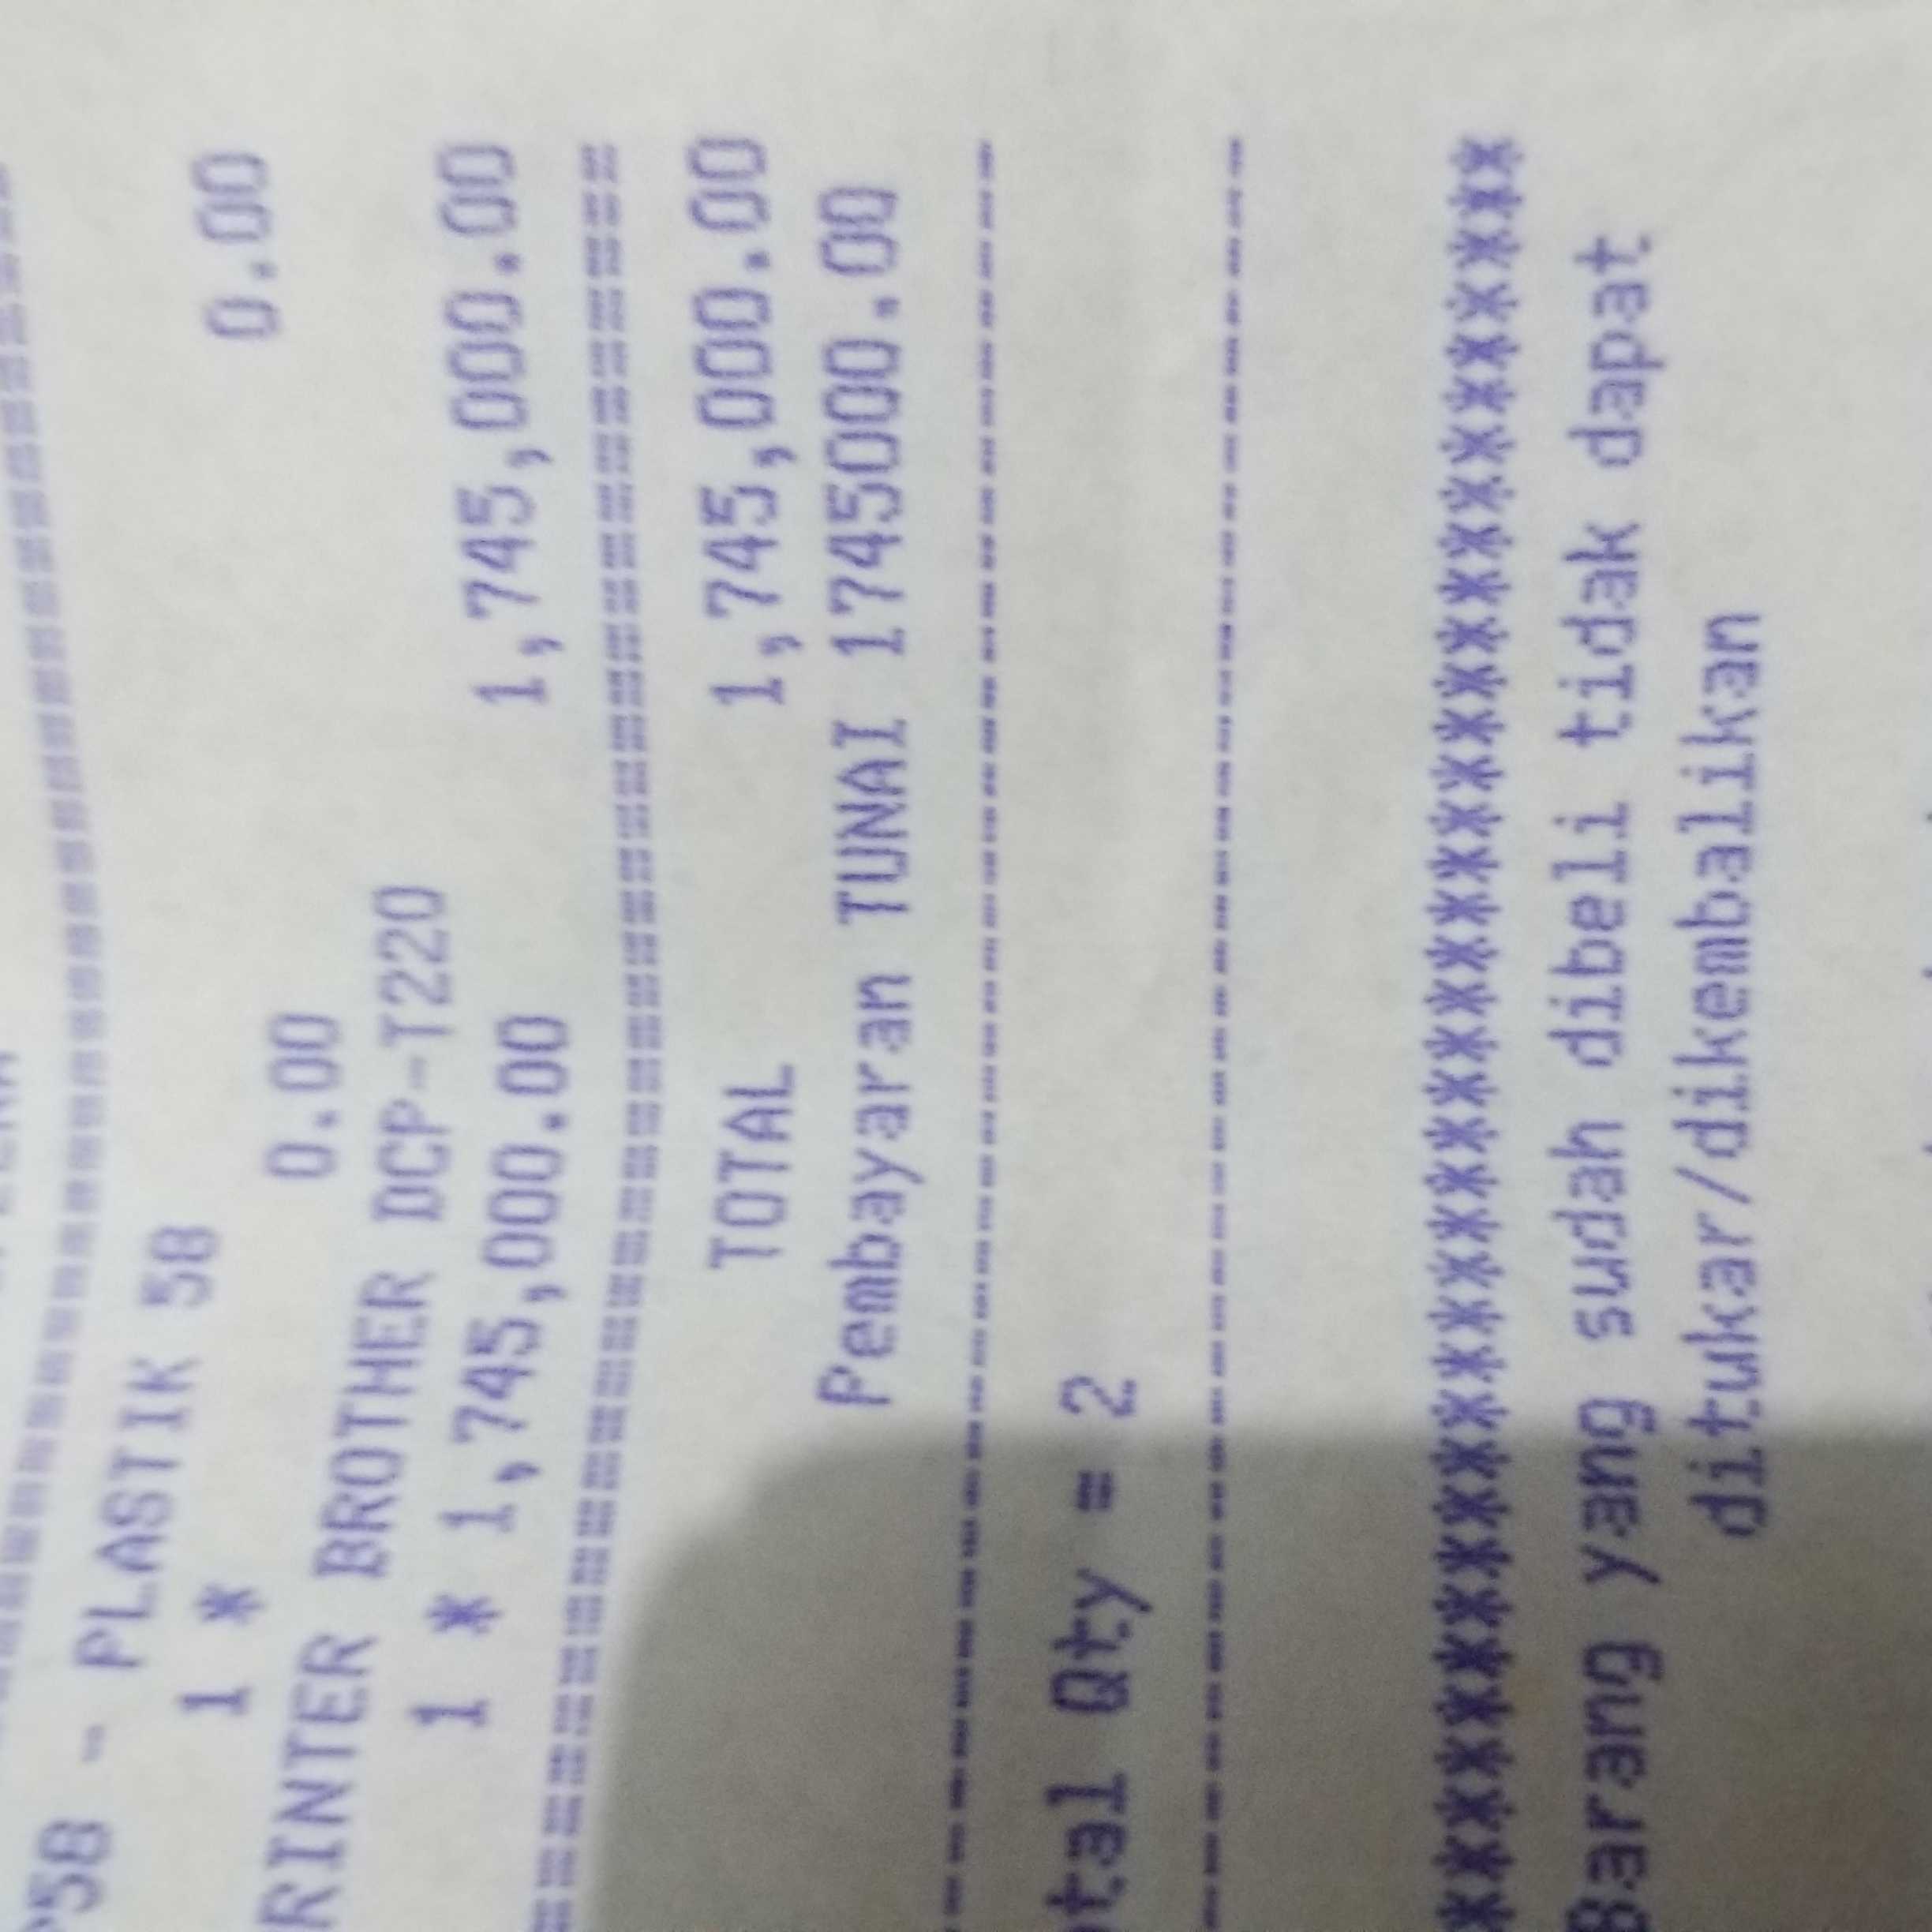 P58 - PLASTIK 58
1 * 0.00 0.00
RINTER BROTHER DCP-T220
1 * 1,745,000.00 1,745,000.00
================================
TOTAL 1,745,000.00
Pembayaran TUNAI 1745000.00
--------------------------------
tal Qty = 2
--------------------------------
********************************
Barang yang sudah dibeli tidak dapat
ditukar/dikembalikan